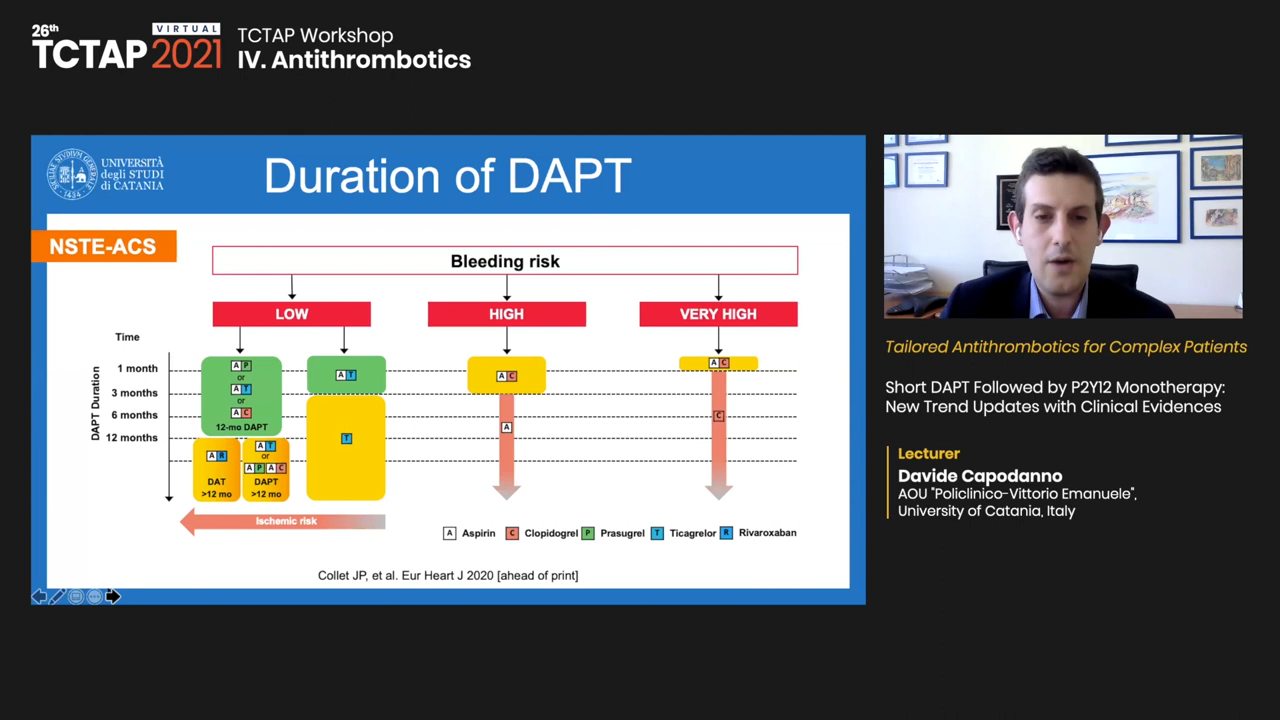 26th
VIRTUAL
TCTAP 2021
TCTAP Workshop
IV. Antithrombotics
UNIVERSITÀ
degli STUDI
di CATANIA
Duration of DAPT
NSTE-ACS
Bleeding risk
LOW
HIGH
VERY HIGH
Time
DAPT Duration
1 month
3 months
6 months
12 months
A P
or
A T
or
A C
12-mo DAPT
A R
DAT
>12 mo
A T
or
A P A C
DAPT
>12 mo
A T
T
A C
A
A C
C
Ischemic risk
A Aspirin C Clopidogrel P Prasugrel T Ticagrelor R Rivaroxaban
Collet JP, et al. Eur Heart J 2020 [ahead of print]
Tailored Antithrombotics for Complex Patients
Short DAPT Followed by P2Y12 Monotherapy:
New Trend Updates with Clinical Evidences
Lecturer
Davide Capodanno
AOU "Policlinico-Vittorio Emanuele",
University of Catania, Italy